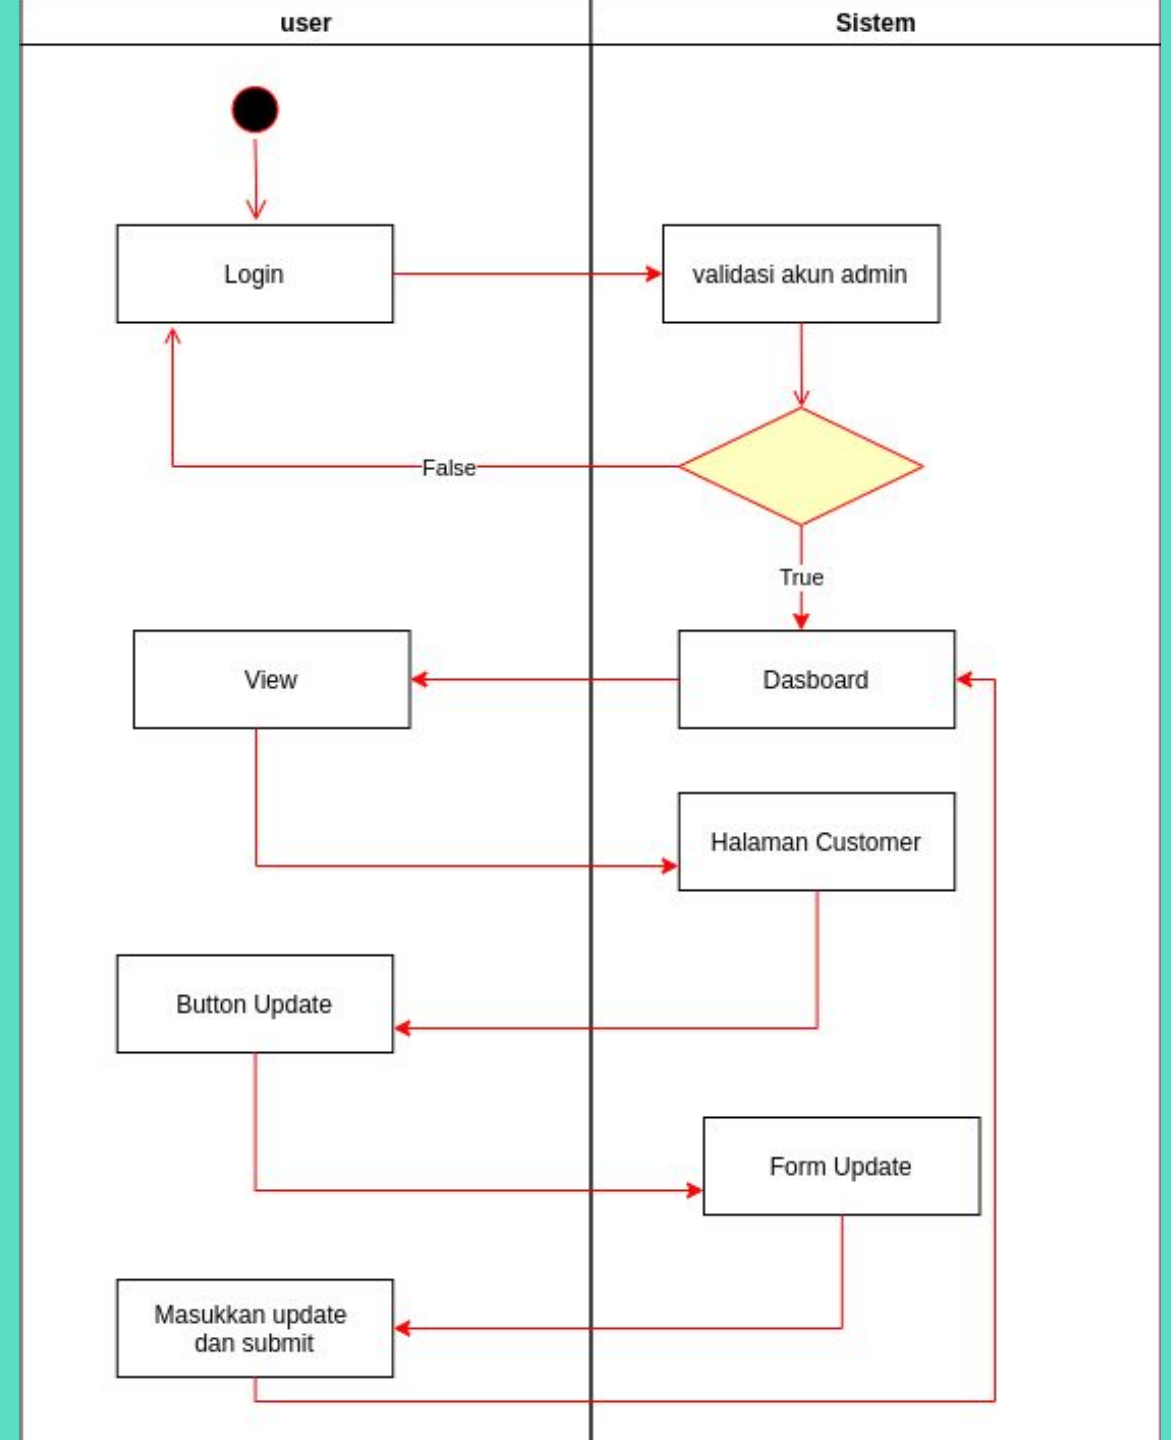 user
Sistem
Login
validasi akun admin
False
True
View
Dasboard
Halaman Customer
Button Update
Form Update
Masukkan update
dan submit